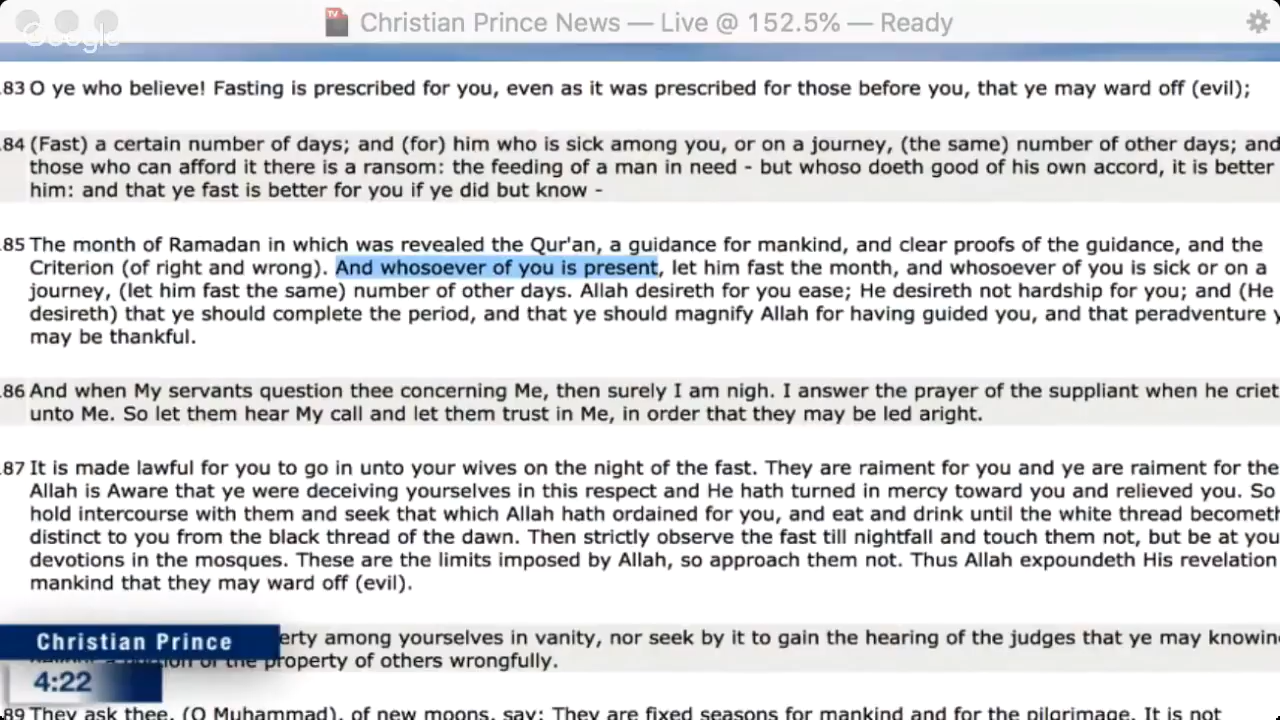 Christian Prince News — Live @ 152.5% — Ready
Google
.83 O ye who believe! Fasting is prescribed for you, even as it was prescribed for those before you, that ye may ward off (evil);
.84 (Fast) a certain number of days; and (for) him who is sick among you, or on a journey, (the same) number of other days; and
those who can afford it there is a ransom: the feeding of a man in need - but whoso doeth good of his own accord, it is better
him: and that ye fast is better for you if ye did but know -
.85 The month of Ramadan in which was revealed the Qur'an, a guidance for mankind, and clear proofs of the guidance, and the
Criterion (of right and wrong). And whosoever of you is present, let him fast the month, and whosoever of you is sick or on a
journey, (let him fast the same) number of other days. Allah desireth for you ease; He desireth not hardship for you; and (He
desireth) that ye should complete the period, and that ye should magnify Allah for having guided you, and that peradventure y
may be thankful.
.86 And when My servants question thee concerning Me, then surely I am nigh. I answer the prayer of the suppliant when he criet
unto Me. So let them hear My call and let them trust in Me, in order that they may be led aright.
.87 It is made lawful for you to go in unto your wives on the night of the fast. They are raiment for you and ye are raiment for the
Allah is Aware that ye were deceiving yourselves in this respect and He hath turned in mercy toward you and relieved you. So
hold intercourse with them and seek that which Allah hath ordained for you, and eat and drink until the white thread becometh
distinct to you from the black thread of the dawn. Then strictly observe the fast till nightfall and touch them not, but be at you
devotions in the mosques. These are the limits imposed by Allah, so approach them not. Thus Allah expoundeth His revelation
mankind that they may ward off (evil).
erty among yourselves in vanity, nor seek by it to gain the hearing of the judges that ye may knowin
of the property of others wrongfully.
Christian Prince
4:22
89 They ask thee, (O Muhammad), of new moons, say: They are fixed seasons for mankind and for the pilgrimage. It is not